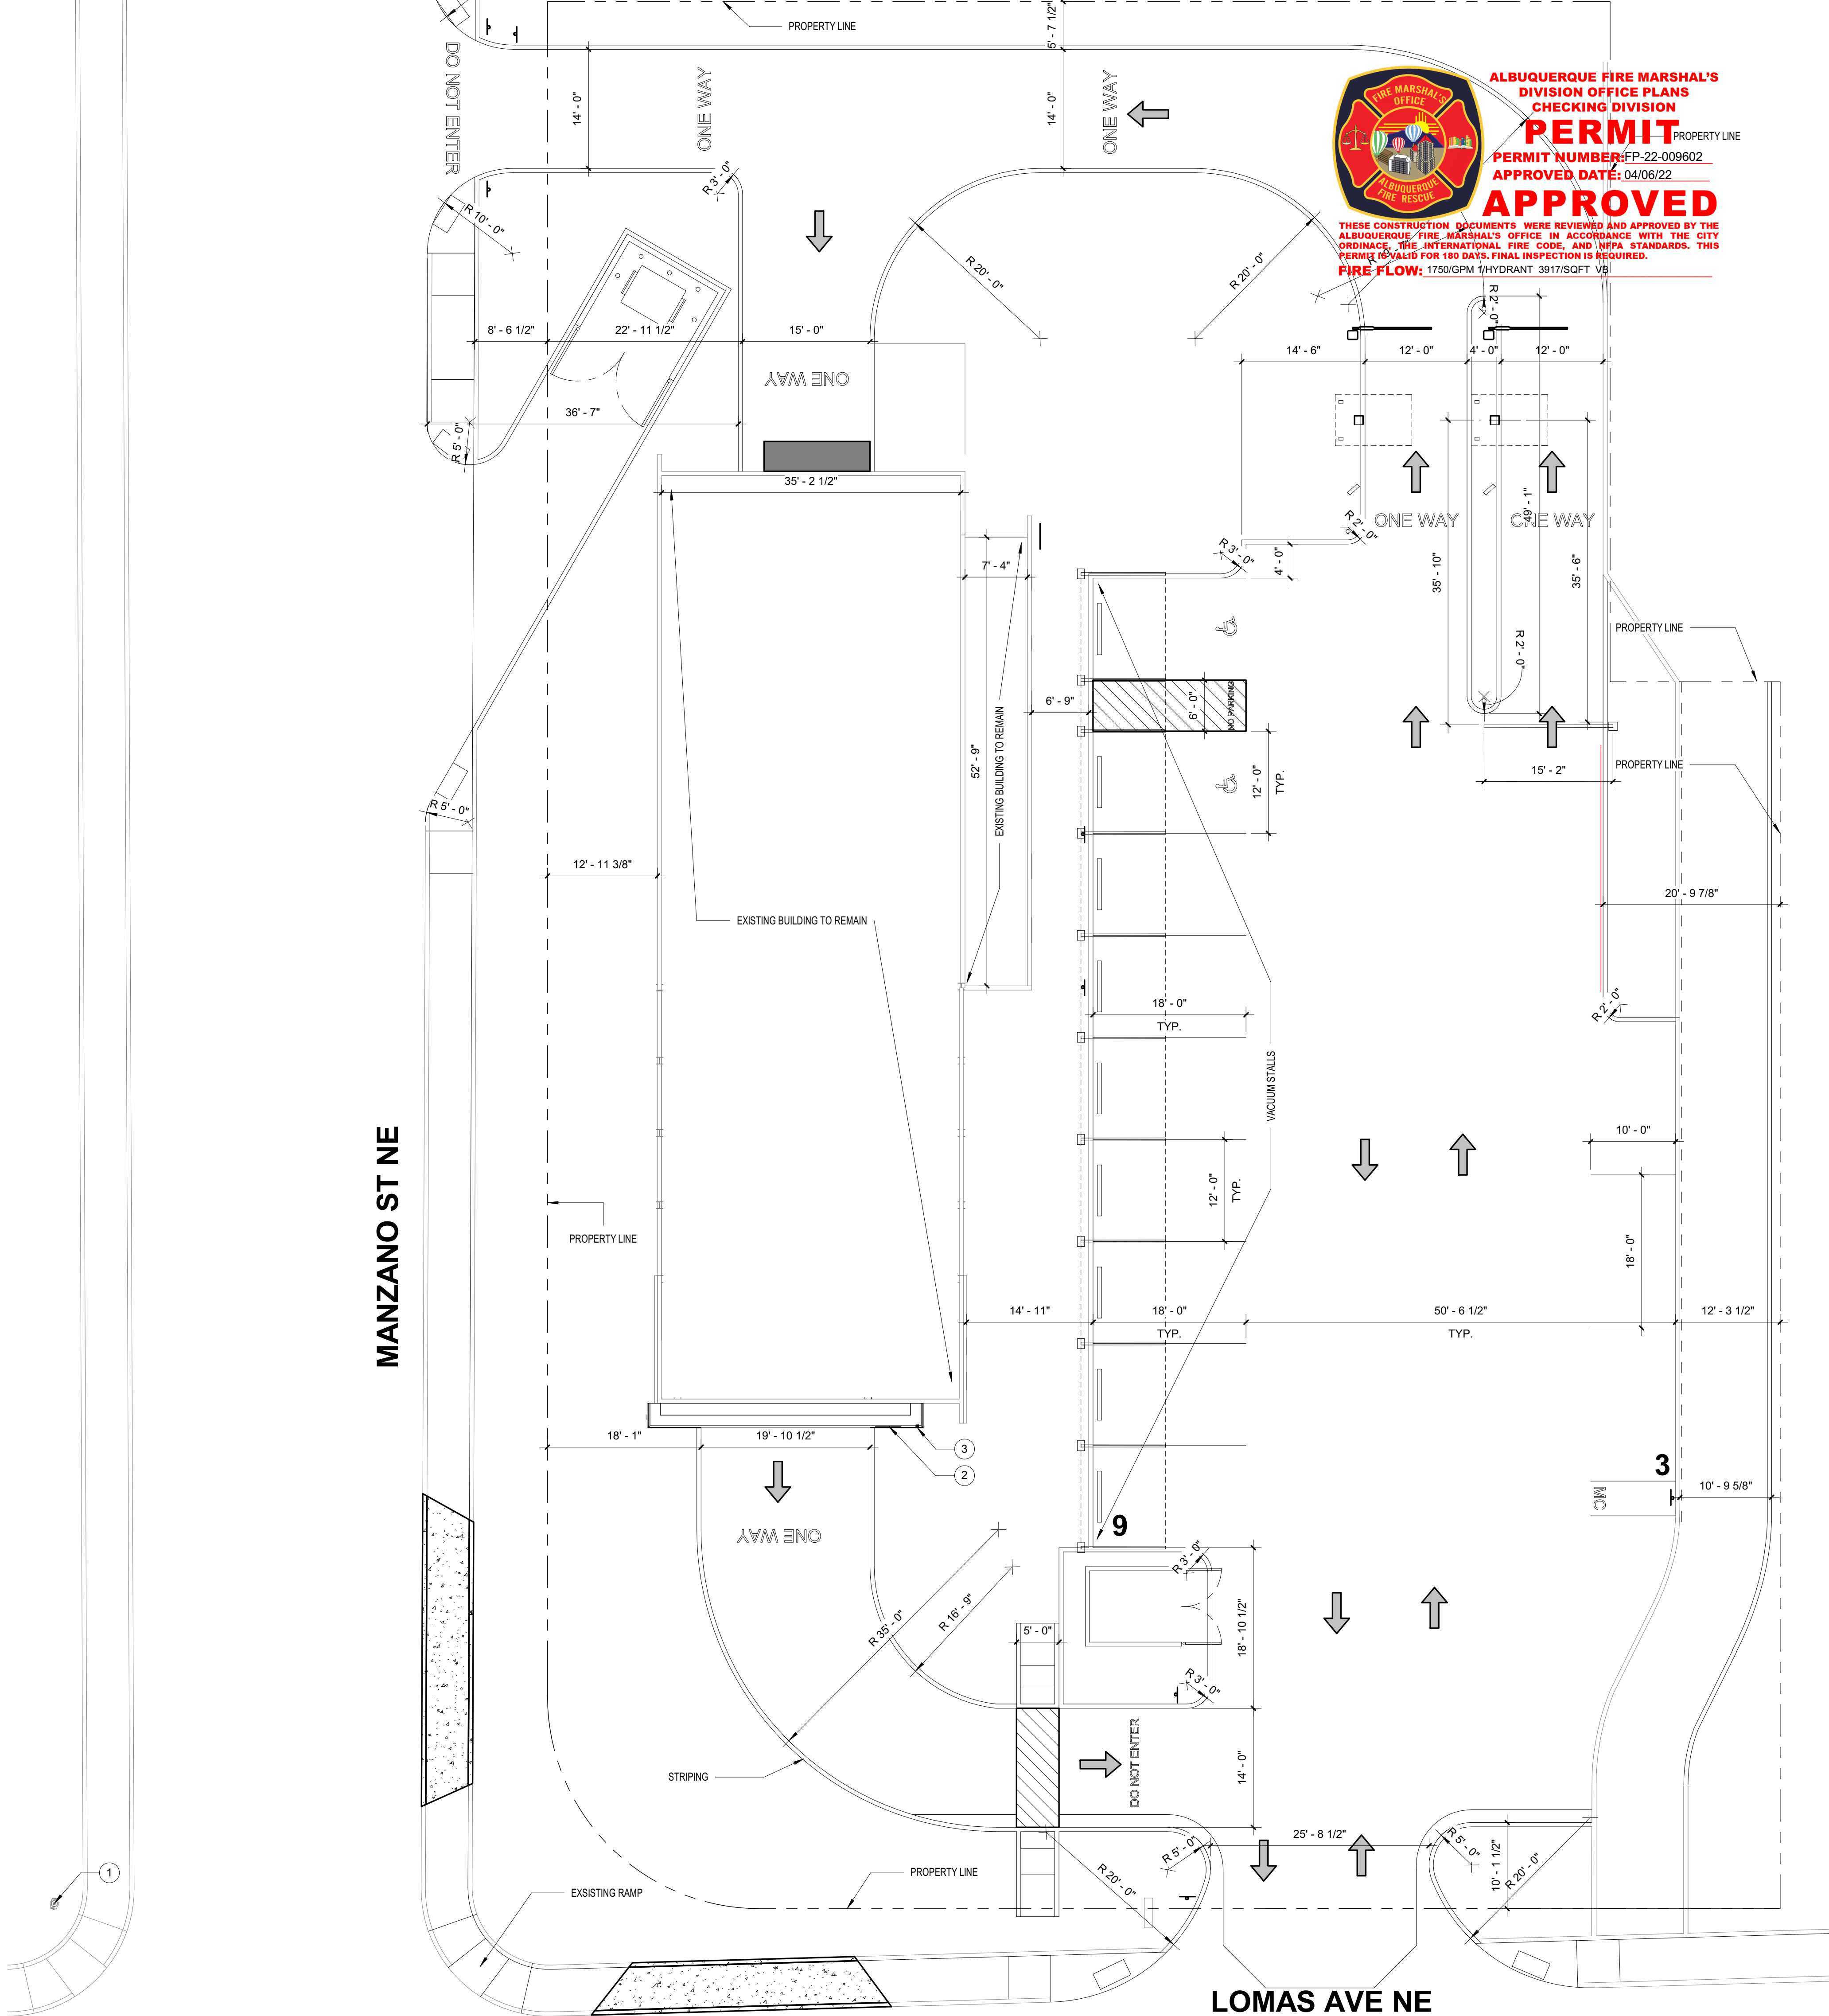 PROPERTY LINE
5' - 7 1/2"
DO NOT ENTER
14' - 0"
ONE WAY
14' - 0"
ONE WAY
FIRE MARSHAL'S
OFFICE
ALBUQUERQUE
FIRE RESCUE
ALBUQUERQUE FIRE MARSHAL'S
DIVISION OFFICE PLANS
CHECKING DIVISION
PERMIT
PROPERTY LINE
PERMIT NUMBER: FP-22-009602
APPROVED DATE: 04/06/22
APPROVED
THESE CONSTRUCTION DOCUMENTS WERE REVIEWED AND APPROVED BY THE
ALBUQUERQUE FIRE MARSHAL'S OFFICE IN ACCORDANCE WITH THE CITY
ORDINACE, THE INTERNATIONAL FIRE CODE, AND NFPA STANDARDS. THIS
PERMIT IS VALID FOR 180 DAYS. FINAL INSPECTION IS REQUIRED.
FIRE FLOW: 1750/GPM 1/HYDRANT 3917/SQFT VB
R 3' - 0"
R 10' - 0"
R 20' - 0"
R 20' - 0"
R 2' - 0"
8' - 6 1/2"
22' - 11 1/2"
15' - 0"
14' - 6"
12' - 0"
4' - 0"
12' - 0"
ONE WAY
36' - 7"
R 5' - 0"
35' - 2 1/2"
49' - 1"
ONE WAY
ONE WAY
R 2' - 0"
R 3' - 0"
4' - 0"
7' - 4"
35' - 10"
35' - 6"
PROPERTY LINE
R 2' - 0"
6' - 9"
6' - 0"
NO PARKING
52' - 9"
EXISTING BUILDING TO REMAIN
12' - 0"
TYP.
15' - 2"
PROPERTY LINE
R 5' - 0"
12' - 11 3/8"
20' - 9 7/8"
EXISTING BUILDING TO REMAIN
18' - 0"
TYP.
R 2' - 0"
VACUUM STALLS
10' - 0"
MANZANO ST NE
12' - 0"
TYP.
18' - 0"
PROPERTY LINE
14' - 11"
18' - 0"
TYP.
50' - 6 1/2"
TYP.
12' - 3 1/2"
18' - 1"
19' - 10 1/2"
3
2
3
10' - 9 5/8"
MC
9
ONE WAY
R 3' - 0"
R 35' - 0"
R 16' - 9"
5' - 0"
18' - 10 1/2"
R 3' - 0"
STRIPING
DO NOT ENTER
14' - 0"
25' - 8 1/2"
R 5' - 0"
R 5' - 0"
10' - 1 1/2"
R 20' - 0"
R 20' - 0"
1
PROPERTY LINE
EXSISTING RAMP
LOMAS AVE NE